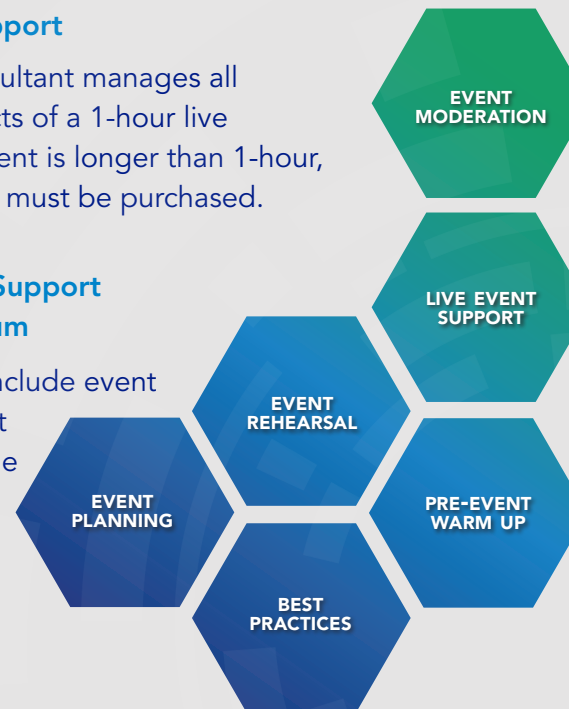 pport
ultant manages all
cts of a 1-hour live
ent is longer than 1-hour,
must be purchased.
Support
um
nclude event
t
e
EVENT
MODERATION
LIVE EVENT
SUPPORT
EVENT
REHEARSAL
EVENT
PLANNING
PRE-EVENT
WARM UP
BEST
PRACTICES